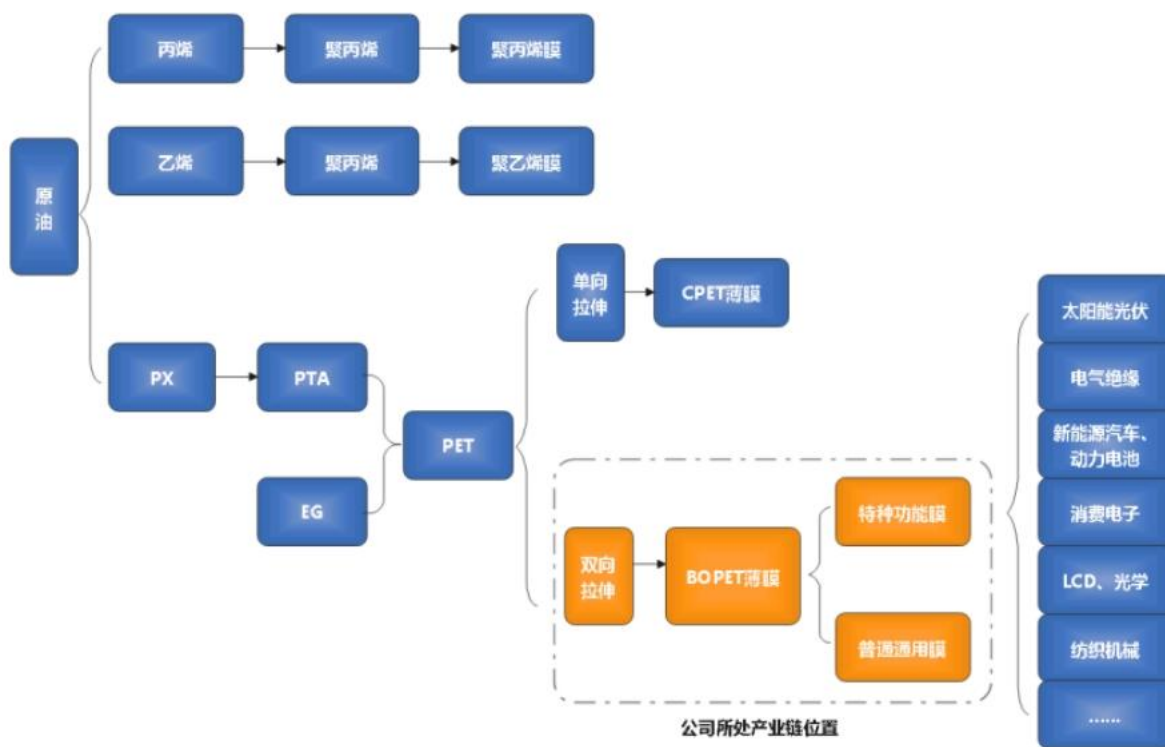 丙烯
聚丙烯
聚丙烯膜
乙烯
聚丙烯
聚乙烯膜
原
油
PX
PTA
EG
PET
单向
拉伸
CPET薄膜
双向
拉伸
BOPET薄膜
特种功能膜
普通通用膜
公司所处产业链位置
太阳能光伏
电气绝缘
新能源汽车、
动力电池
消费电子
LCD、光学
纺织机械
……